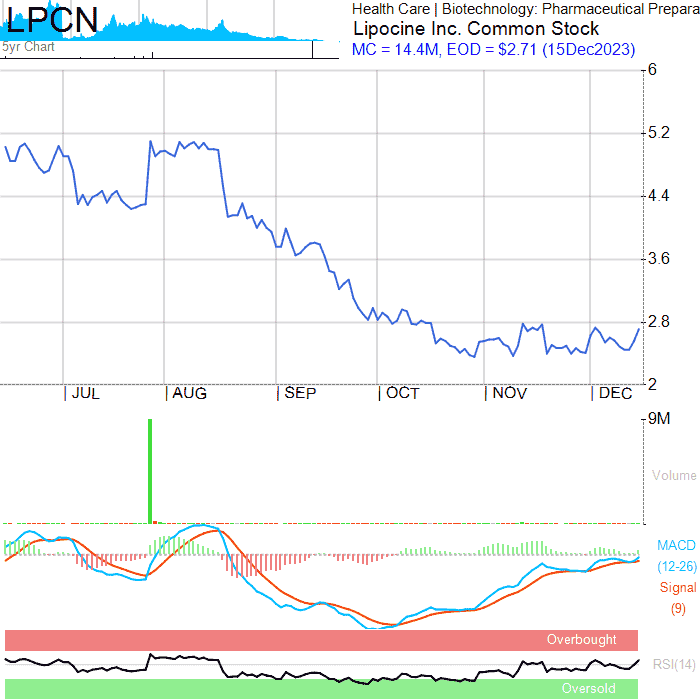 LPCN
5yr Chart
Health Care | Biotechnology: Pharmaceutical Prepara
Lipocine Inc. Common Stock
MC = 14.4M, EOD = $2.71 (15Dec2023)
6
5.2
4.4
3.6
2.8
2
JUL
AUG
SEP
OCT
NOV
DEC
9M
Volume
MACD
(12-26)
Signal
(9)
Overbought
RSI(14)
Oversold